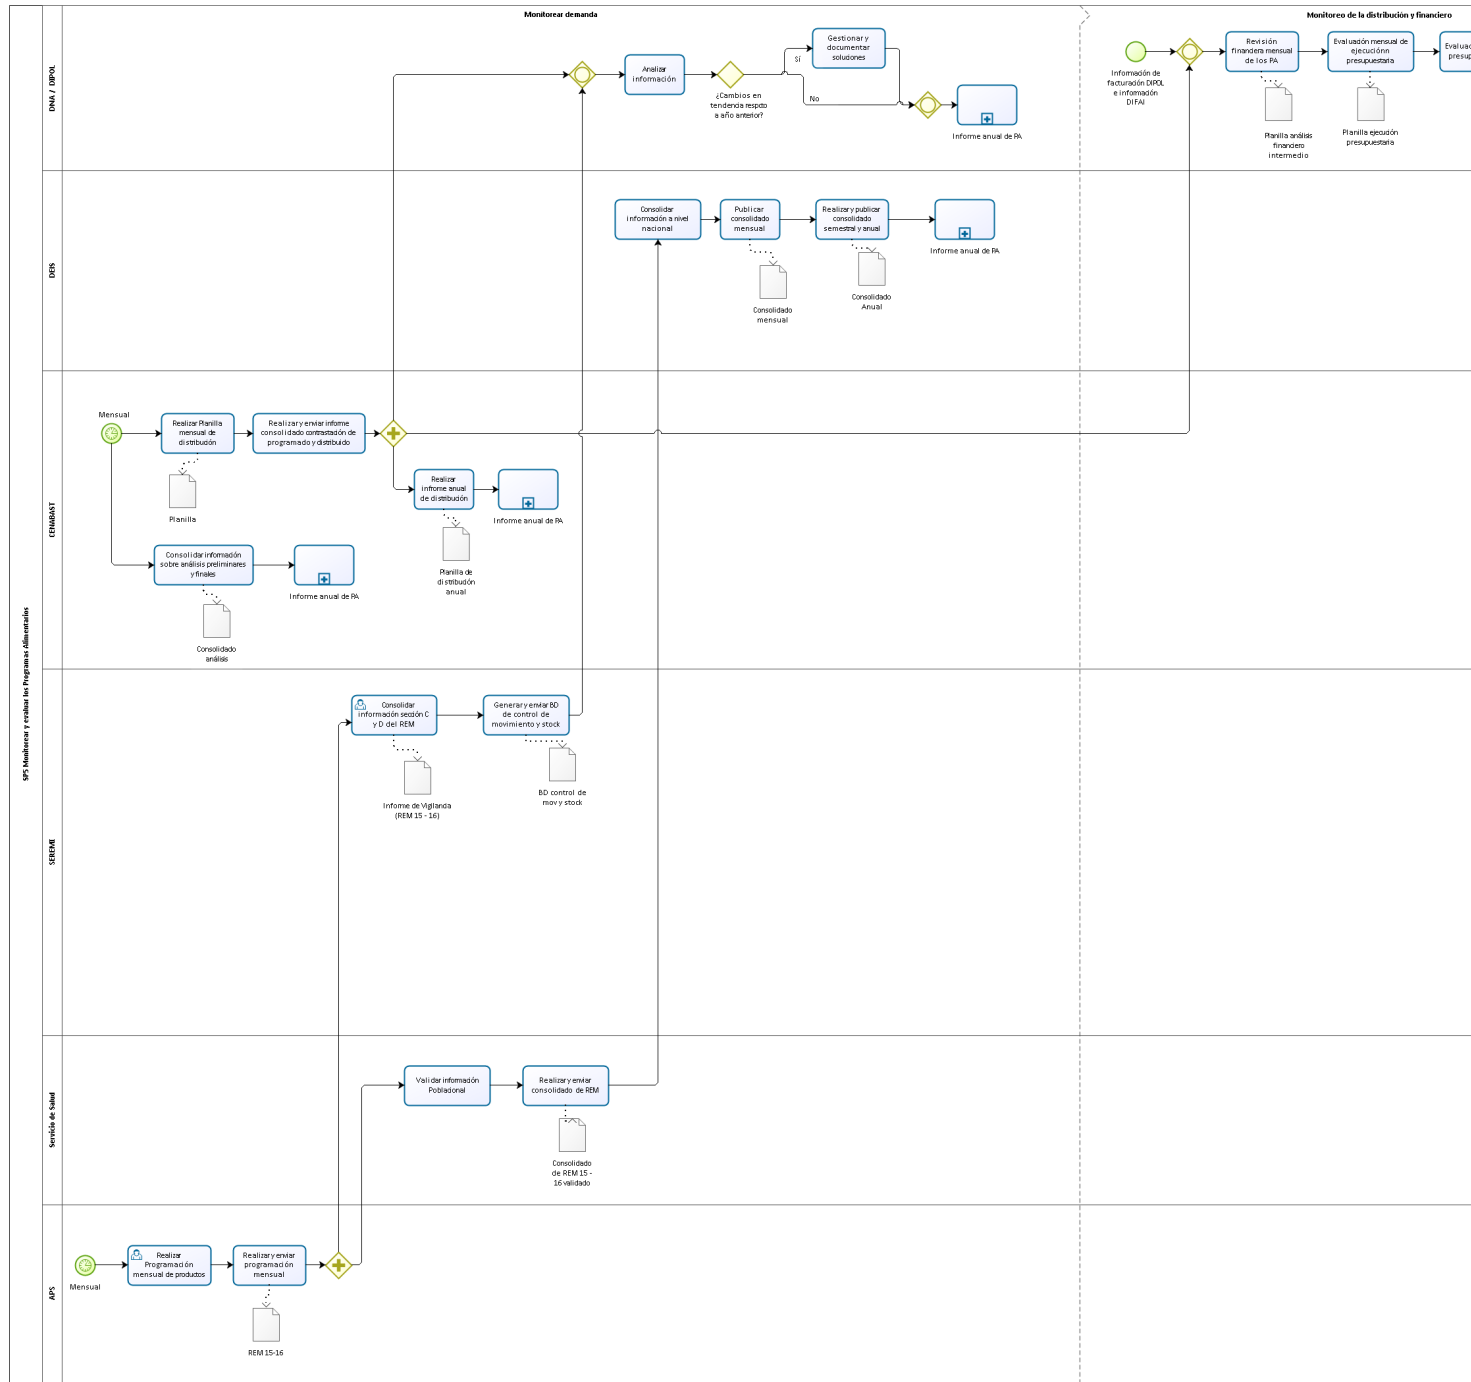 Monitorear demanda
Monitoreo de la distribución y financiero
SP5 Monitorear y evaluar los Programas Alimentarios
DNA / DIPOL
Analizar
información
¿Cambios en
tendencia respcto
a año anterior?
Sí
No
Gestionar y
documentar
soluciones
Informe anual de PA
Información de
facturación DIPOL
e información
DIFAI
Revisión
financiera mensual
de los PA
Planilla análisis
financiero
intermedio
Evaluación mensual de
ejecuciónn
presupuestaria
Planilla ejecución
presupuestaria
DEIS
Consolidar
información a nivel
nacional
Publicar
consolidado
mensual
Consolidado
mensual
Realizar y publicar
consolidado
semestral y anual
Consolidado
Anual
Informe anual de PA
CENABAST
Mensual
Realizar Planilla
mensual de
distribución
Planilla
Realizar y enviar informe
consolidado contrastación de
programado y distribuido
Realizar
infrome anual
de distribución
Planilla de
distribución
anual
Informe anual de PA
Consolidar información
sobre análisis preliminares
y finales
Consolidado
análisis
Informe anual de PA
SEREMI
Consolidar
información sección C
y D del REM
Informe de Vigilancia
(REM 15 - 16)
Generar y enviar BD
de control de
movimiento y stock
BD control de
mov y stock
Servicio de Salud
Validar información
Poblacional
Realizar y enviar
consolidado de REM
Consolidado
de REM 15 -
16 validado
APS
Mensual
Realizar
Programación
mensual de productos
Realizar y enviar
programación
mensual
REM 15-16